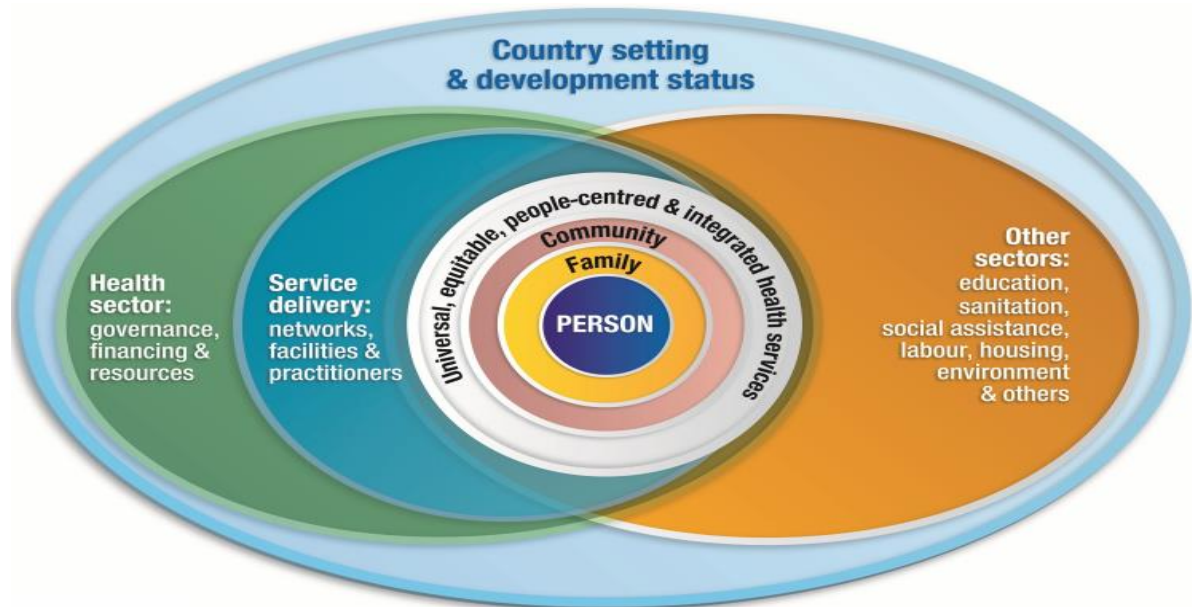 Country setting
& development status
Health
sector:
governance,
financing &
resources
Service
delivery:
networks,
facilities &
practitioners
Universal, equitable, people-centred & integrated health services
Community
Family
PERSON
Other
sectors:
education,
sanitation,
social assistance,
labour, housing,
environment
& others